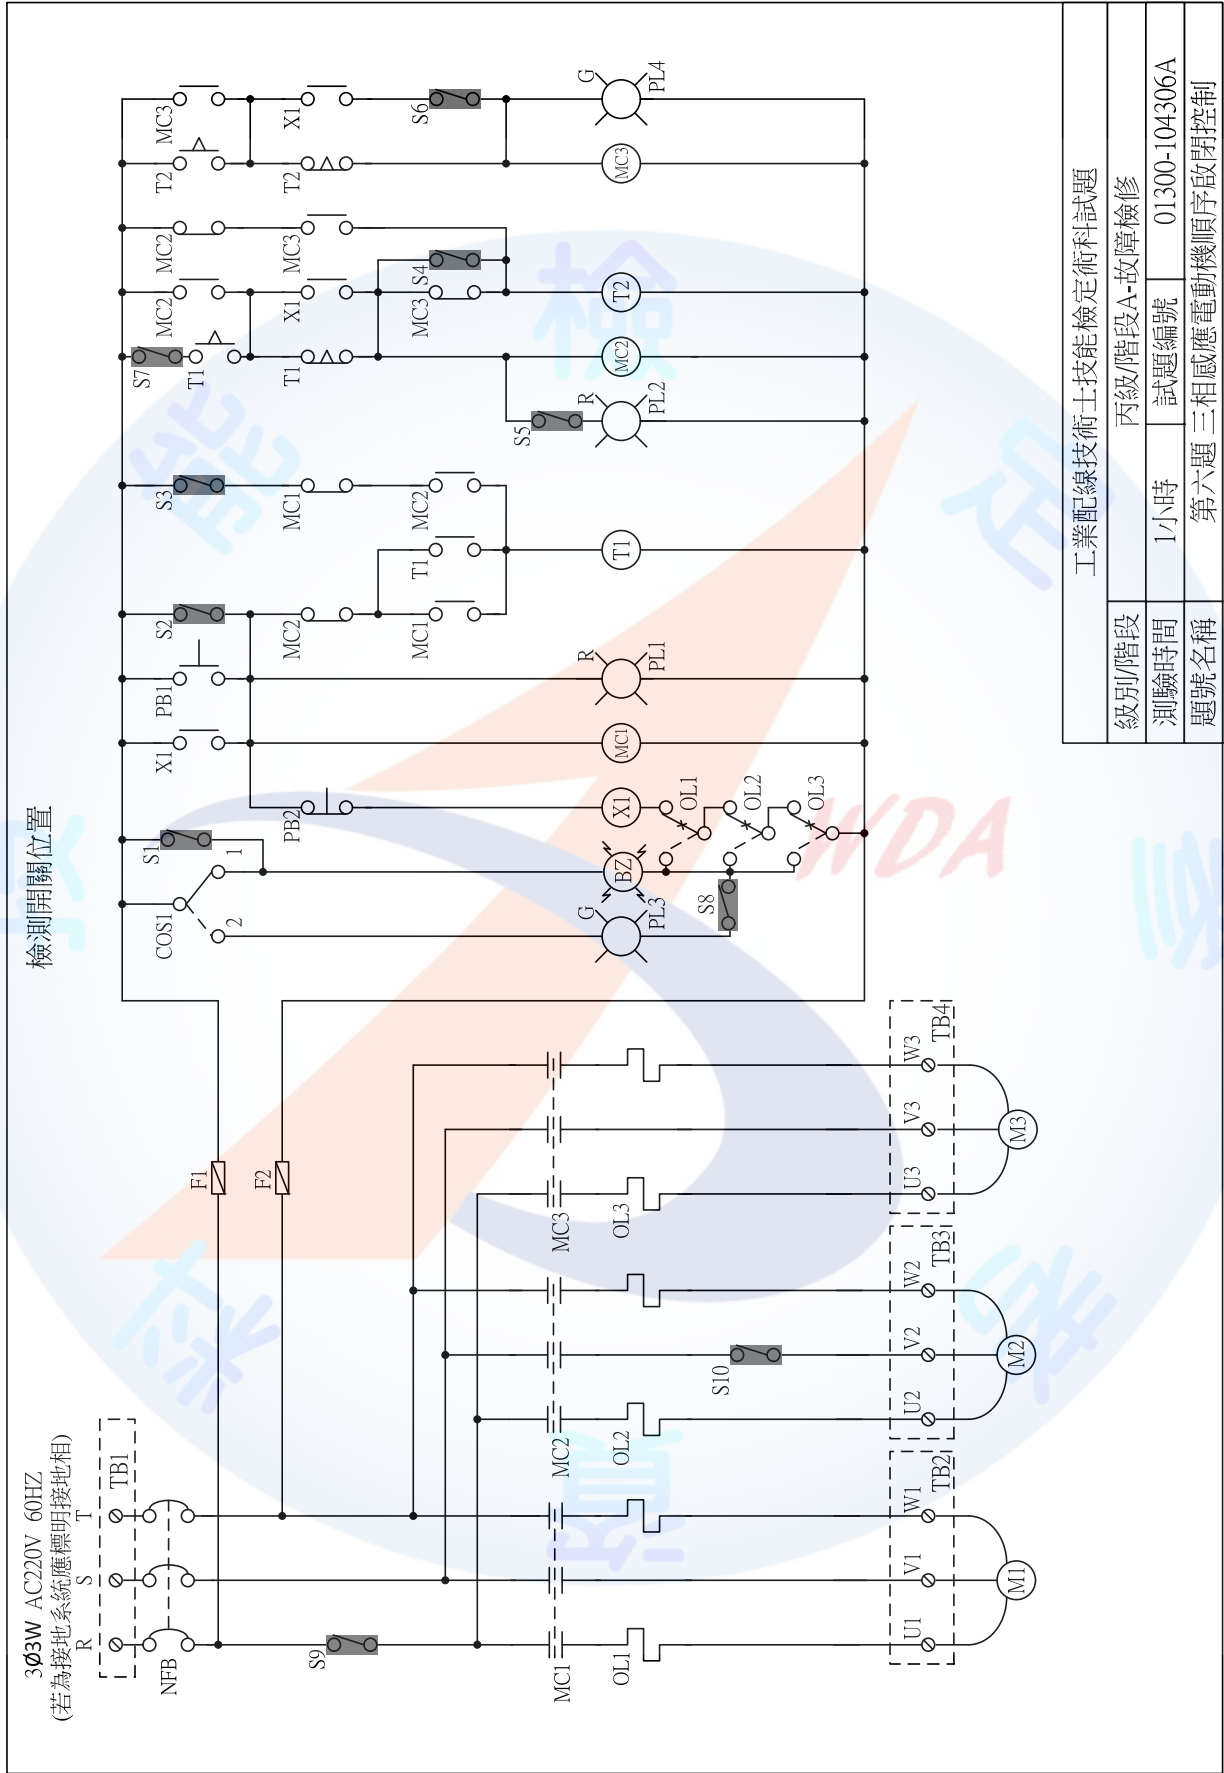 檢測開關位置
3Ø3W AC220V 60HZ
(若為接地系統應標明接地相)
R S T
TB1
NFB
F1
F2
S9
MC1
MC2
MC3
OL1
OL2
OL3
S10
U1 V1 W1
TB2
U2 V2 W2
TB3
U3 V3 W3
TB4
M1
M2
M3
COS1
2 1
S1
X1
PB1
S2
S3
S7
T1
MC2
MC2
T2
MC3
PB2
MC2
MC1
T1
X1
MC3
T2
X1
MC1
T1
MC2
S5
MC3
S4
S6
G
PL3
BZ
X1
MC1
R
PL1
T1
R
PL2
MC2
T2
MC3
G
PL4
S8
OL1
OL2
OL3
工業配線技術士技能檢定術科試題
級別/階段 丙級/階段A-故障檢修
測驗時間 1小時 試題編號 01300-104306A
題號名稱 第六題 三相感應電動機順序啟閉控制
WDA